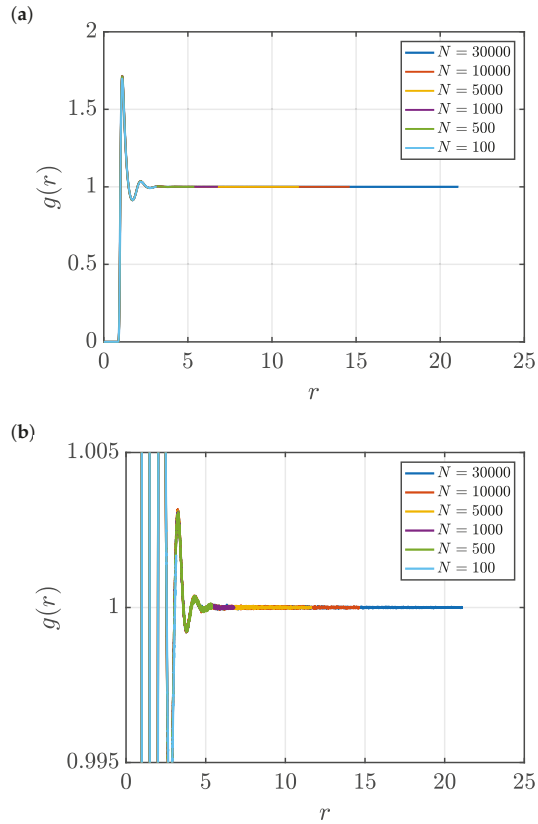 (a)
2
1.5
1
0.5
0
g(r)
0 5 10 15 20 25
r
N = 30000
N = 10000
N = 5000
N = 1000
N = 500
N = 100
(b)
1.005
1
0.995
g(r)
0 5 10 15 20 25
r
N = 30000
N = 10000
N = 5000
N = 1000
N = 500
N = 100